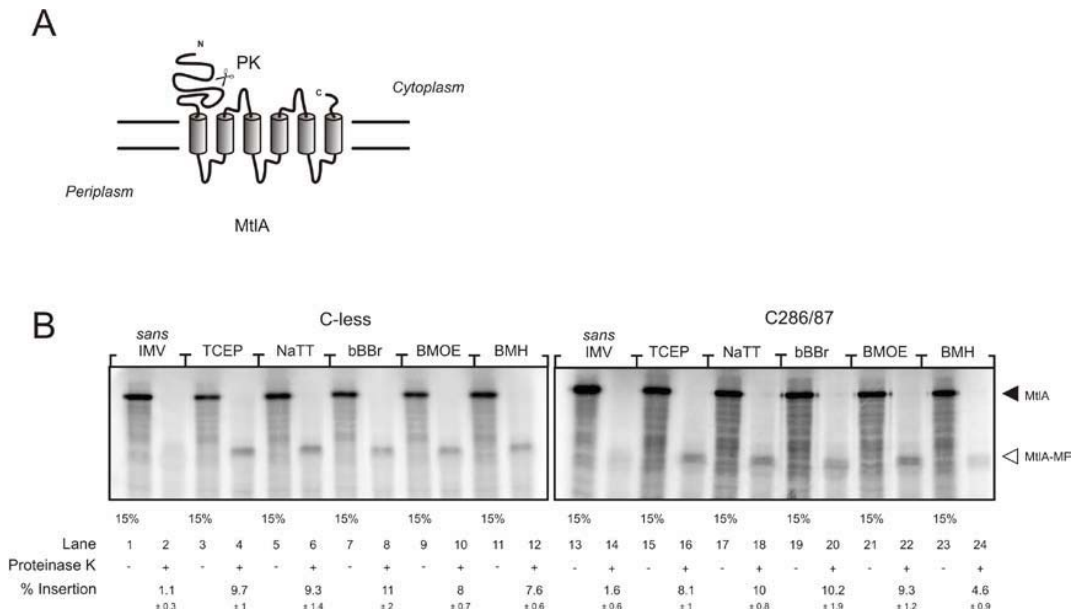 A
N
PK
C
Cytoplasm
Periplasm
MtlA
B
C-less
C286/87
sans IMV TCEP NaTT bBBr BMOE BMH sans IMV TCEP NaTT bBBr BMOE BMH
MtlA
MtlA-MF
15% 15% 15% 15% 15% 15% 15% 15% 15% 15% 15% 15%
Lane 1 2 3 4 5 6 7 8 9 10 11 12 13 14 15 16 17 18 19 20 21 22 23 24
Proteinase K - + - + - + - + - + - + - + - + - + - + - + - +
% Insertion 1.1 9.7 9.3 11 8 7.6 1.6 8.1 10 10.2 9.3 4.6
± 0.3 ± 1 ± 1.4 ± 2 ± 0.7 ± 0.6 ± 0.6 ± 1 ± 0.8 ± 1.9 ± 1.2 ± 0.9